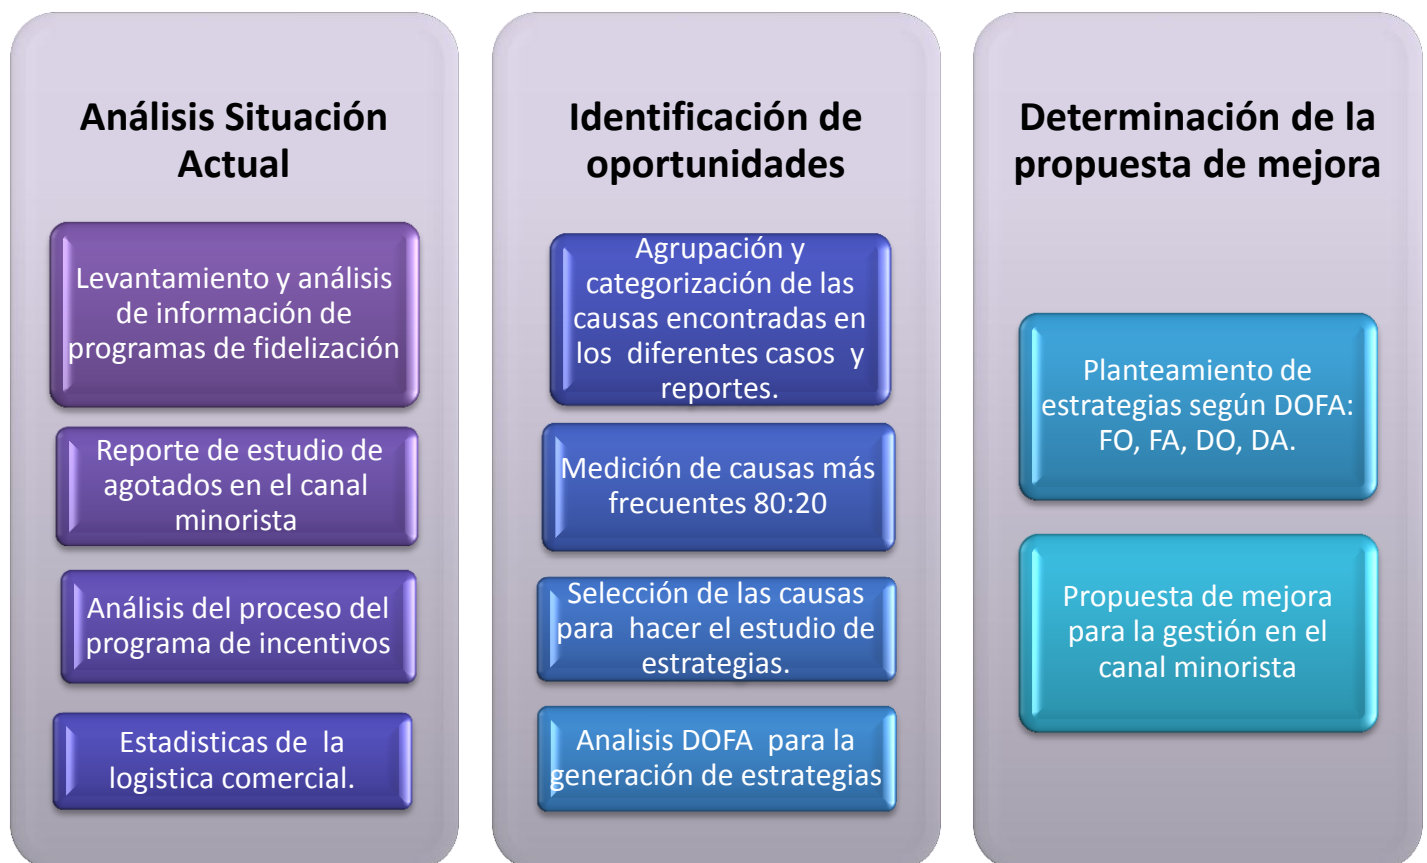 Análisis Situación
Actual
Levantamiento y análisis
de información de
programas de fidelización
Reporte de estudio de
agotados en el canal
minorista
Análisis del proceso del
programa de incentivos
Estadisticas de la
logistica comercial.
Identificación de
oportunidades
Agrupación y
categorización de las
causas encontradas en
los diferentes casos y
reportes.
Medición de causas más
frecuentes 80:20
Selección de las causas
para hacer el estudio de
estrategias.
Analisis DOFA para la
generación de estrategias
Determinación de la
propuesta de mejora
Planteamiento de
estrategias según DOFA:
FO, FA, DO, DA.
Propuesta de mejora
para la gestión en el
canal minorista